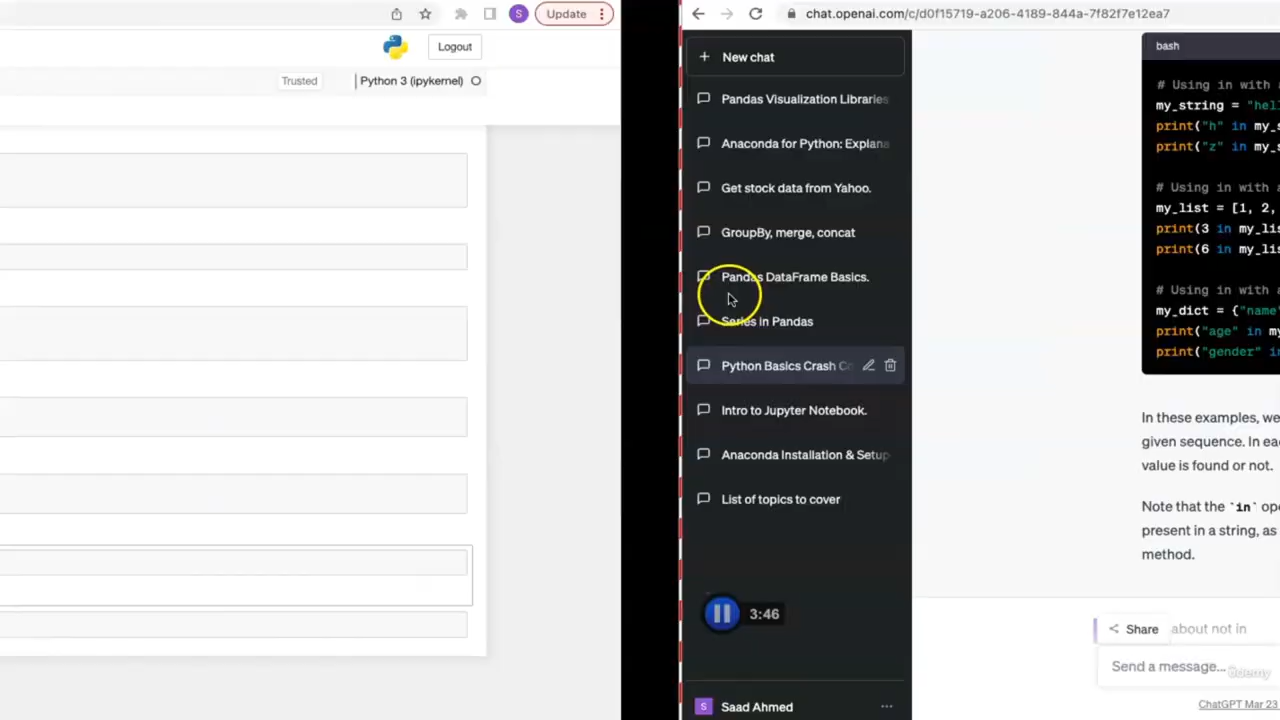 S
Update
Logout
Trusted
Python 3 (ipykernel)
chat.openai.com/c/d0f15719-a206-4189-844a-7f82f7e12ea7
New chat
Pandas Visualization Libraries
Anaconda for Python: Explana
Get stock data from Yahoo.
GroupBy, merge, concat
Pandas DataFrame Basics.
Series in Pandas
Python Basics Crash Co
Intro to Jupyter Notebook.
Anaconda Installation & Setup
List of topics to cover
3:46
S Saad Ahmed
bash
# Using in with a
my_string = "hell
print("h" in my_s
print("z" in my_s
# Using in with a
my_list = [1, 2,
print(3 in my_lis
print(6 in my_lis
# Using in with a
my_dict = {"name"
print("age" in my
print("gender" in
In these examples, we
given sequence. In eac
value is found or not.
Note that the `in` ope
present in a string, as
method.
Share
about not in
Send a message...
ûdemy
ChatGPT Mar 23